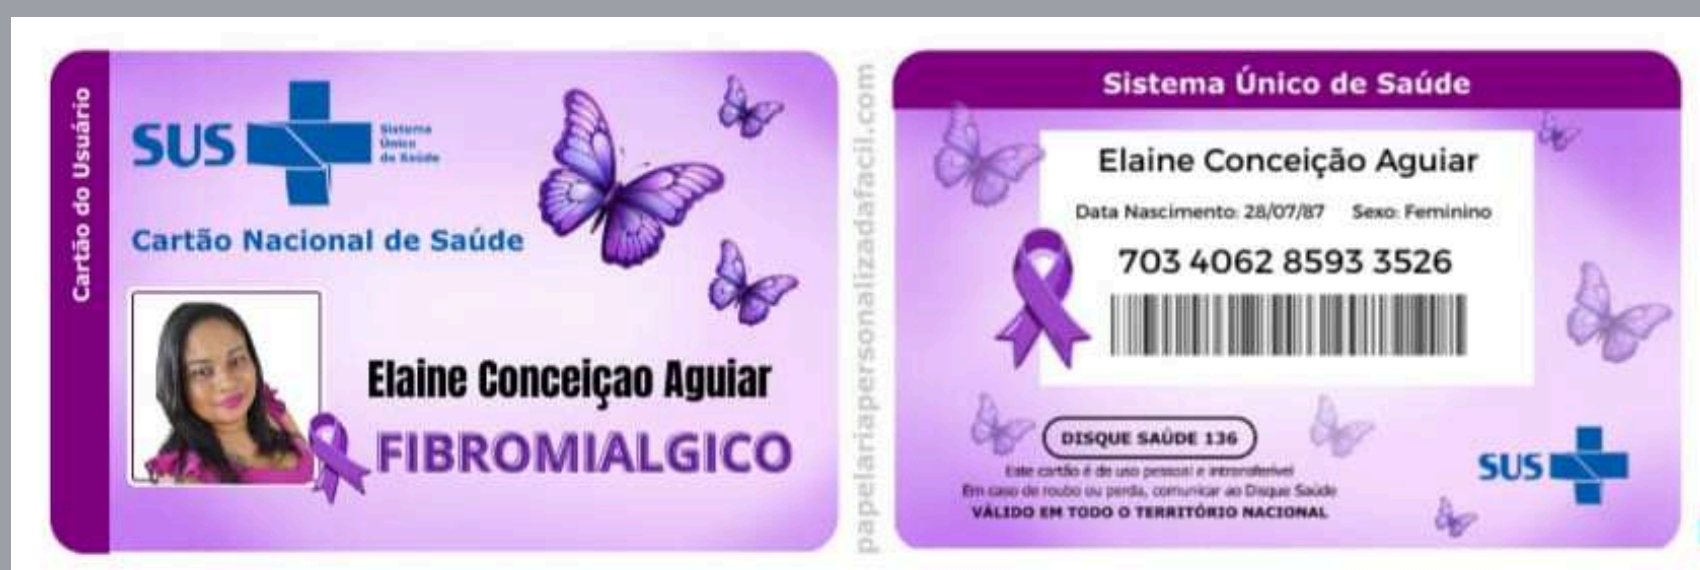 Cartão do Usuário
SUS
Sistema
Único
de Saúde
Cartão Nacional de Saúde
Elaine Conceiçao Aguiar
FIBROMIALGICO
papelariapersonalizadafacil.com
Sistema Único de Saúde
Elaine Conceição Aguiar
Data Nascimento: 28/07/87 Sexo: Feminino
703 4062 8593 3526
DISQUE SAÚDE 136
Este cartão é de uso pessoal e intransferível
Em caso de roubo ou perda, comunicar ao Disque Saúde
VÁLIDO EM TODO O TERRITÓRIO NACIONAL
SUS